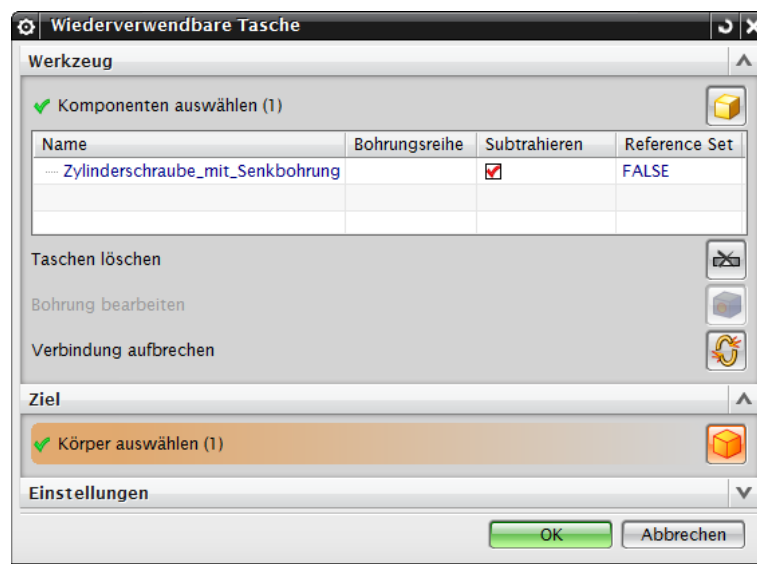 Wiederverwendbare Tasche
Werkzeug
Komponenten auswählen (1)
Name Bohrungsreihe Subtrahieren Reference Set
Zylinderschraube_mit_Senkbohrung FALSE
Taschen löschen
Bohrung bearbeiten
Verbindung aufbrechen
Ziel
Körper auswählen (1)
Einstellungen
OK Abbrechen